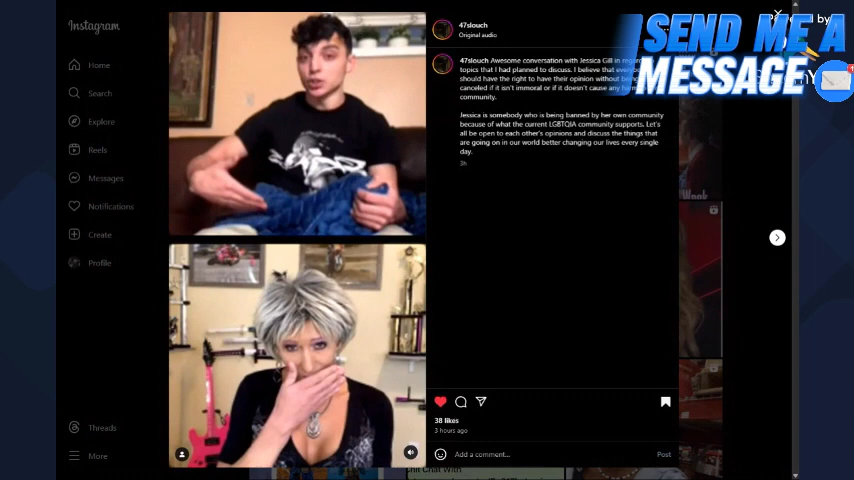 Instagram
Home
Search
Explore
Reels
Messages
Notifications
Create
Profile
Threads
More
47slouch
Original audio
47slouch Awesome conversation with Jessica Gill in
topics that I had planned to discuss. I believe that
should have the right to have their opinion without
canceled if it isn't immoral or if it doesn't cause any
community.
Jessica is somebody who is being banned by her own community
because of what the current LGBTQIA community supports. Let's
all be open to each other's opinions and discuss the things that
are going on in our world better changing our lives every single
day.
3h
38 likes
3 hours ago
Add a comment...
Post
by
SEND ME A
MESSAGE
Week
Chat With